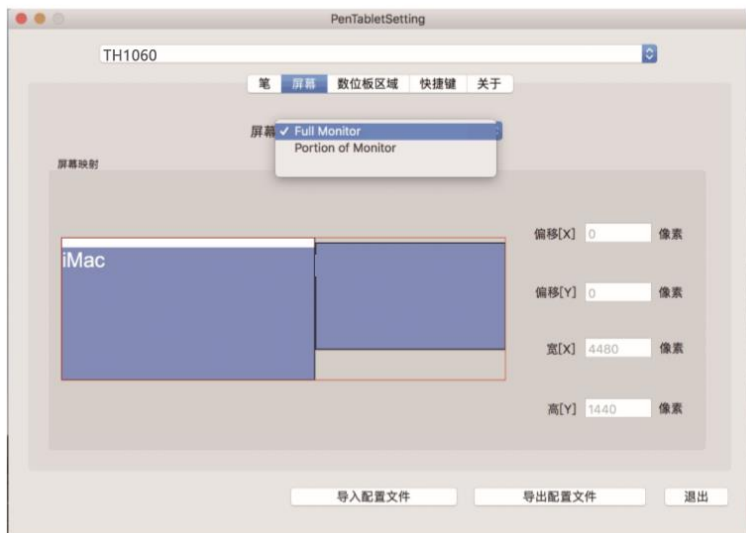 PenTabletSetting
TH1060
笔 屏幕 数位板区域 快捷键 关于
屏幕 ✓ Full Monitor
Portion of Monitor
屏幕映射
iMac
偏移[X] 0 像素
偏移[Y] 0 像素
宽[X] 4480 像素
高[Y] 1440 像素
导入配置文件 导出配置文件 退出